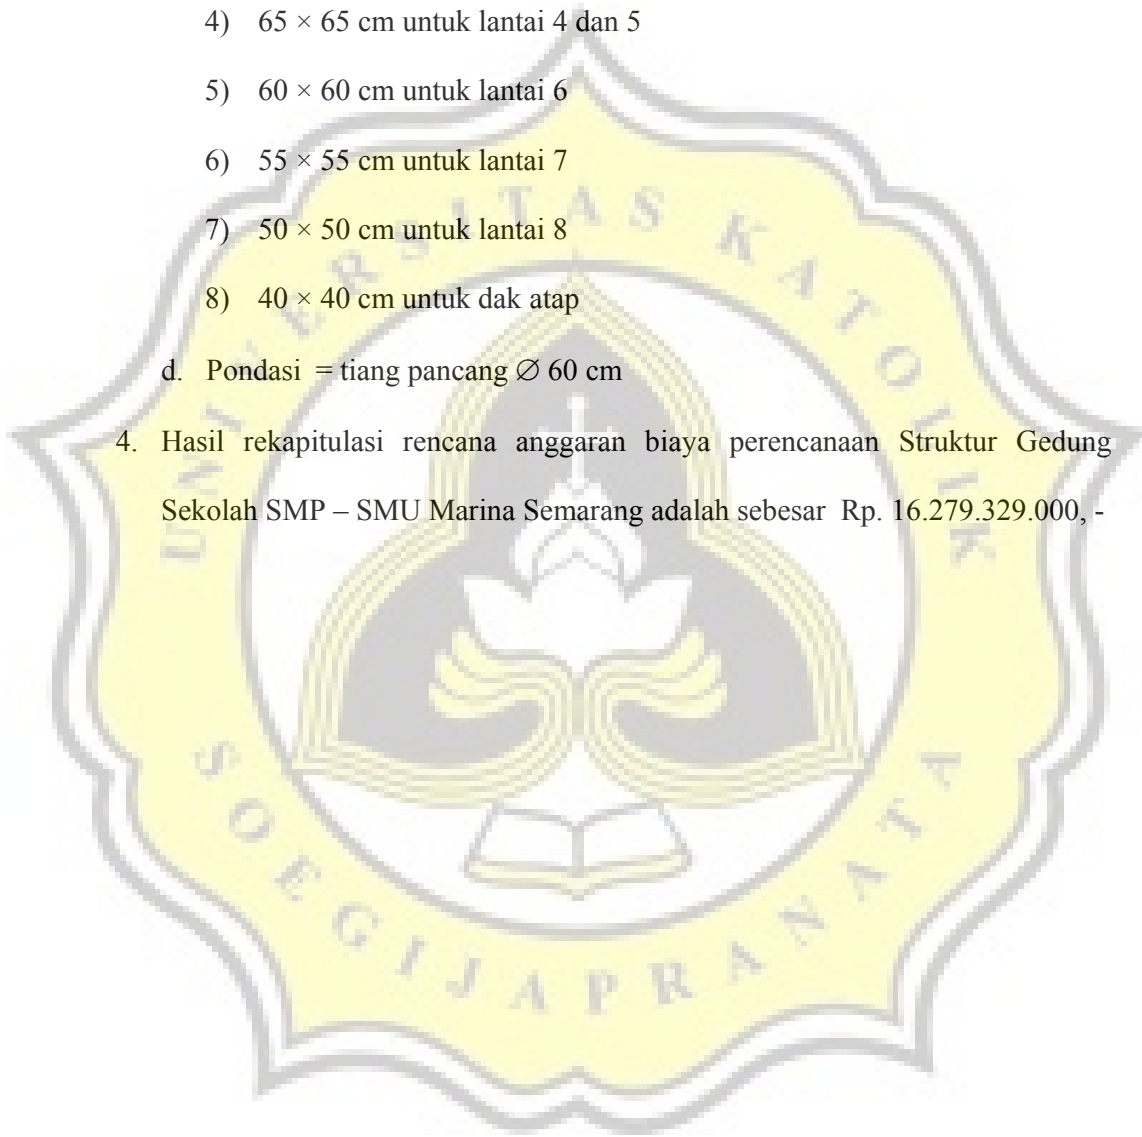 4) 65 × 65 cm untuk lantai 4 dan 5
5) 60 × 60 cm untuk lantai 6
6) 55 × 55 cm untuk lantai 7
7) 50 × 50 cm untuk lantai 8
8) 40 × 40 cm untuk dak atap
d. Pondasi = tiang pancang ∅ 60 cm
4. Hasil rekapitulasi rencana anggaran biaya perencanaan Struktur Gedung
Sekolah SMP – SMU Marina Semarang adalah sebesar Rp. 16.279.329.000, -
UNIVERSITAS KATOLIK
SOEGIJAPRANATA